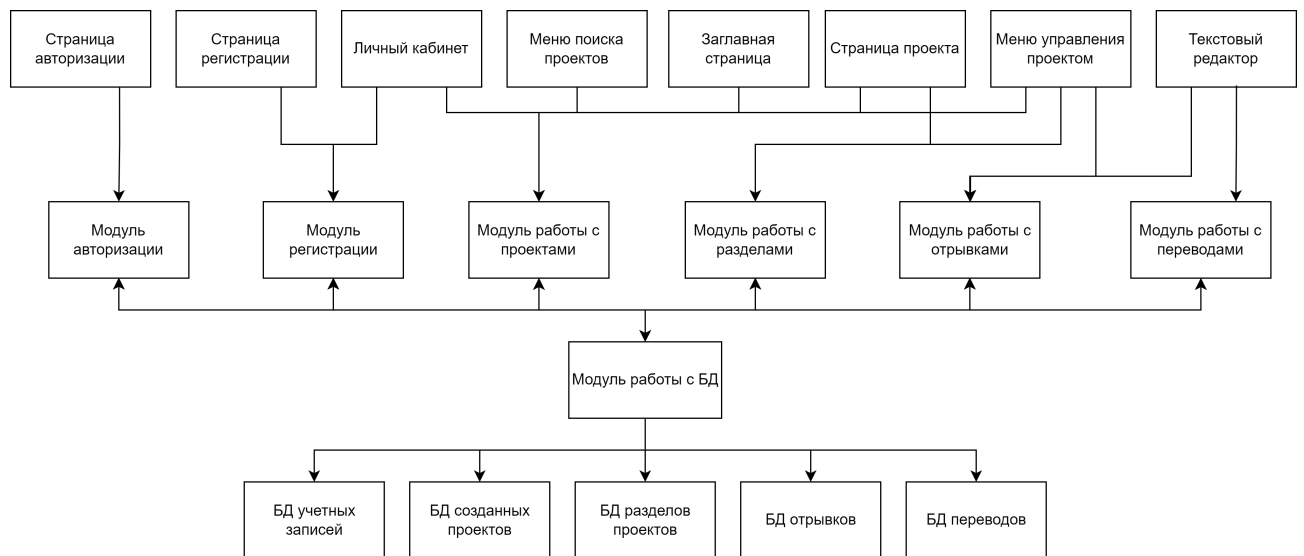 Страница
авторизации
Страница
регистрации
Личный кабинет
Меню поиска
проектов
Заглавная
страница
Страница проекта
Меню управления
проектом
Текстовый
редактор
Модуль
авторизации
Модуль
регистрации
Модуль работы с
проектами
Модуль работы с
разделами
Модуль работы с
отрывками
Модуль работы с
переводами
Модуль работы с БД
БД учетных
записей
БД созданных
проектов
БД разделов
проектов
БД отрывков
БД переводов